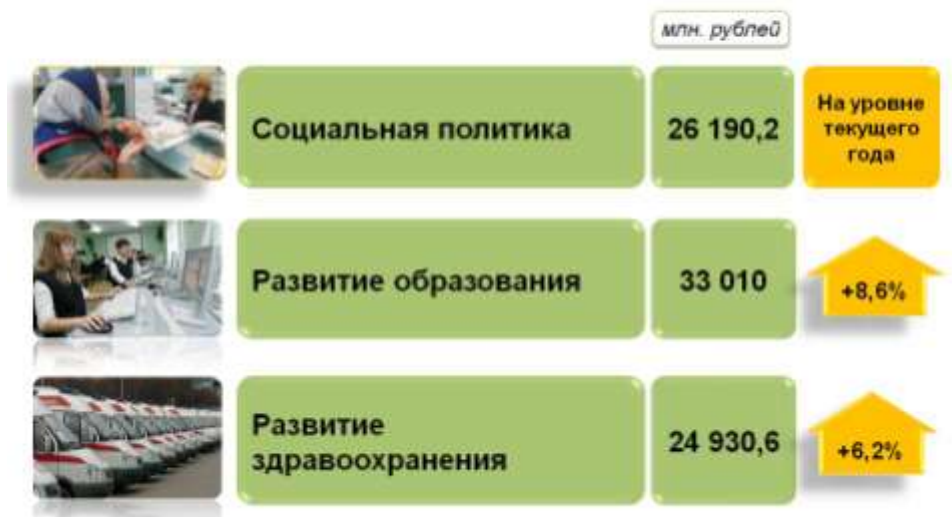 млн. рублей
Социальная политика
26 190,2
На уровне
текущего
года
Развитие образования
33 010
+8,6%
Развитие
здравоохранения
24 930,6
+6,2%